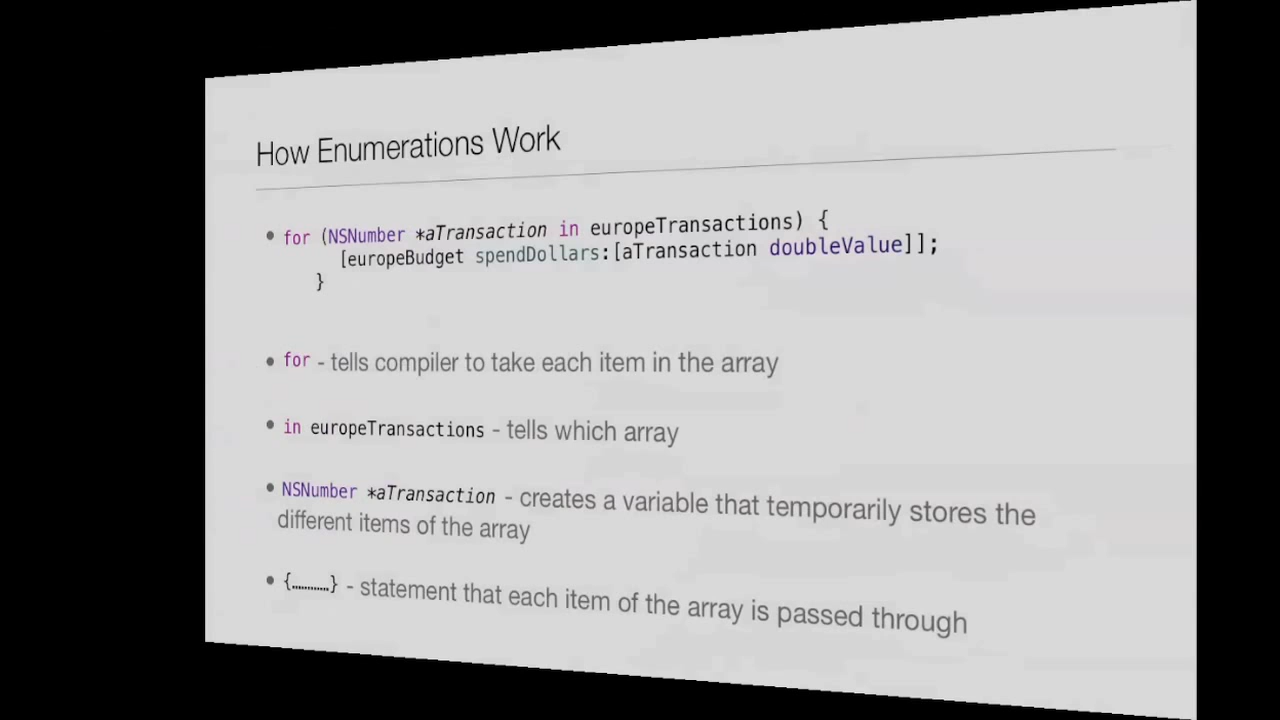 How Enumerations Work
• for (NSNumber *aTransaction in europeTransactions) {
[europeBudget spendDollars:[aTransaction doubleValue]];
}
• for - tells compiler to take each item in the array
• in europeTransactions - tells which array
• NSNumber *aTransaction - creates a variable that temporarily stores the
different items of the array
• {............} - statement that each item of the array is passed through